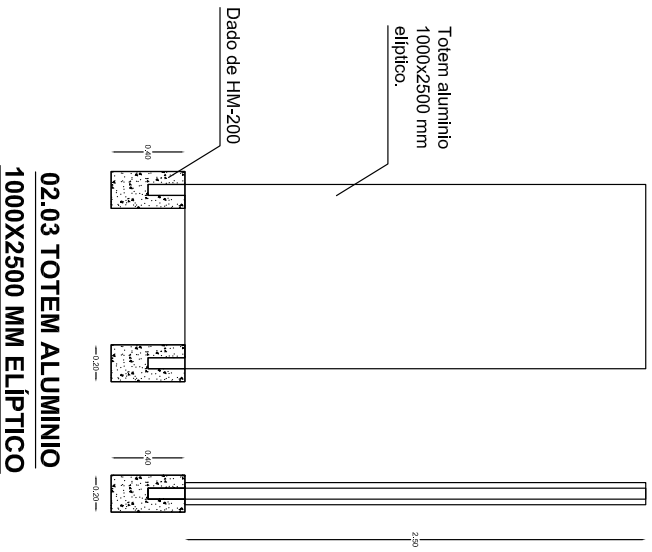 Totem aluminio
1000x2500 mm
elíptico.
Dado de HM-200
0.40
0.20
0.40
0.20
2.50
02.03 TOTEM ALUMINIO
1000X2500 MM ELÍPTICO